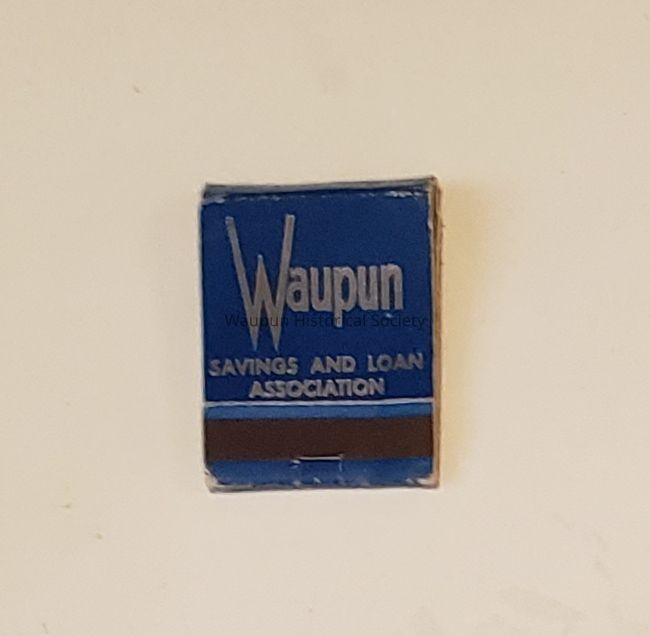 Waupun
Waupun Historical Society
SAVINGS AND LOAN
ASSOCIATION